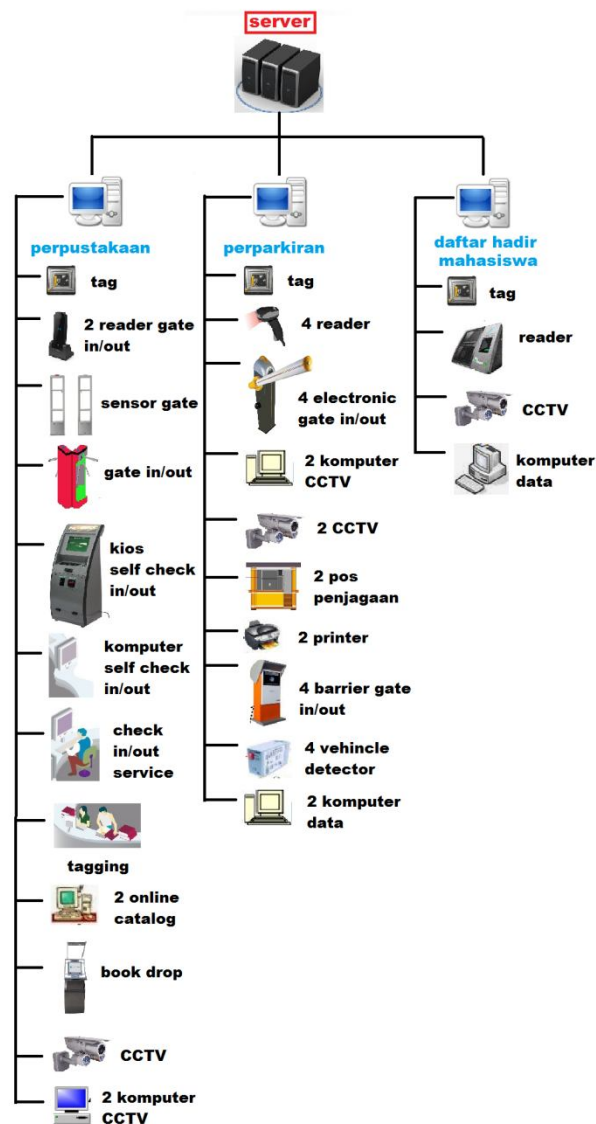 server
perpustakaan
tag
2 reader gate
in/out
sensor gate
gate in/out
kios
self check
in/out
komputer
self check
in/out
check
in/out
service
tagging
2 online
catalog
book drop
CCTV
2 komputer
CCTV
perparkiran
tag
4 reader
4 electronic
gate in/out
2 komputer
CCTV
2 CCTV
2 pos
penjagaan
2 printer
4 barrier gate
in/out
4 vehincle
detector
2 komputer
data
daftar hadir
mahasiswa
tag
reader
CCTV
komputer
data